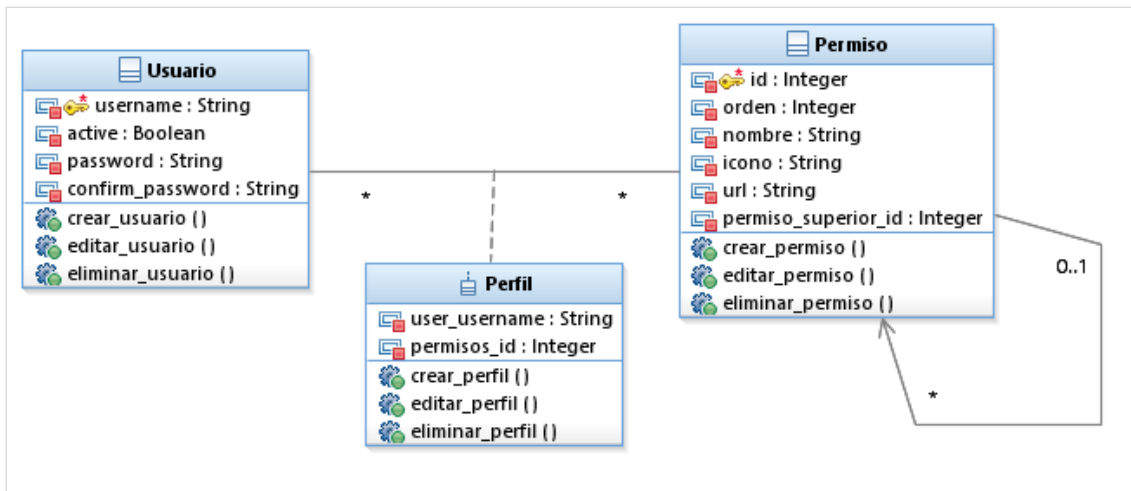 Usuario
username : String
active : Boolean
password : String
confirm_password : String
crear_usuario ( )
editar_usuario ( )
eliminar_usuario ( )
*
*
Perfil
user_username : String
permisos_id : Integer
crear_perfil ( )
editar_perfil ( )
eliminar_perfil ( )
Permiso
id : Integer
orden : Integer
nombre : String
icono : String
url : String
permiso_superior_id : Integer
crear_permiso ( )
editar_permiso ( )
eliminar_permiso ( )
0..1
*